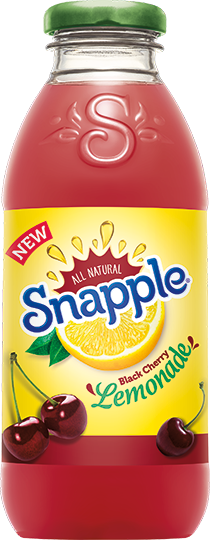 S
NEW
ALL NATURAL
Snapple®
Black Cherry
Lemonade